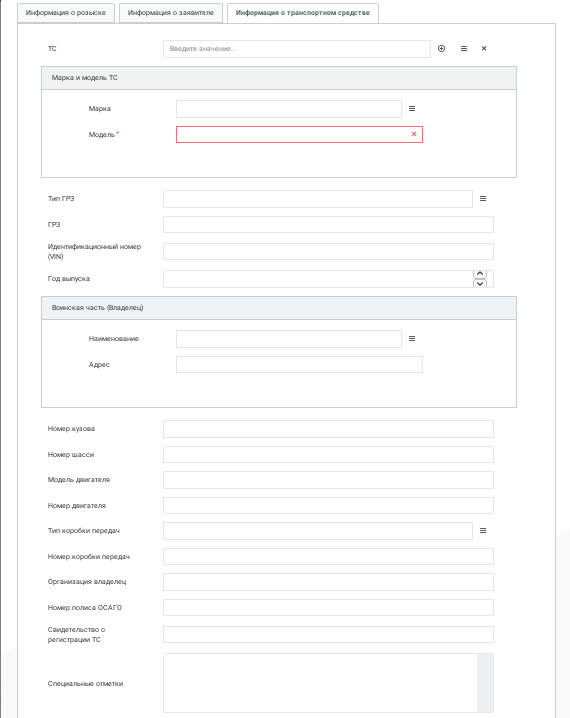 Информация о розыске
Информация о заявителе
Информация о транспортном средстве
ТС
Введите значение...
Марка и модель ТС
Марка
Модель*
Тип ГРЗ
ГРЗ
Идентификационный номер
(VIN)
Год выпуска
Воинская часть (Владелец)
Наименование
Адрес
Номер кузова
Номер шасси
Модель двигателя
Номер двигателя
Тип коробки передач
Номер коробки передач
Организация владелец
Номер полиса ОСАГО
Свидетельство о
регистрации ТС
Специальные отметки